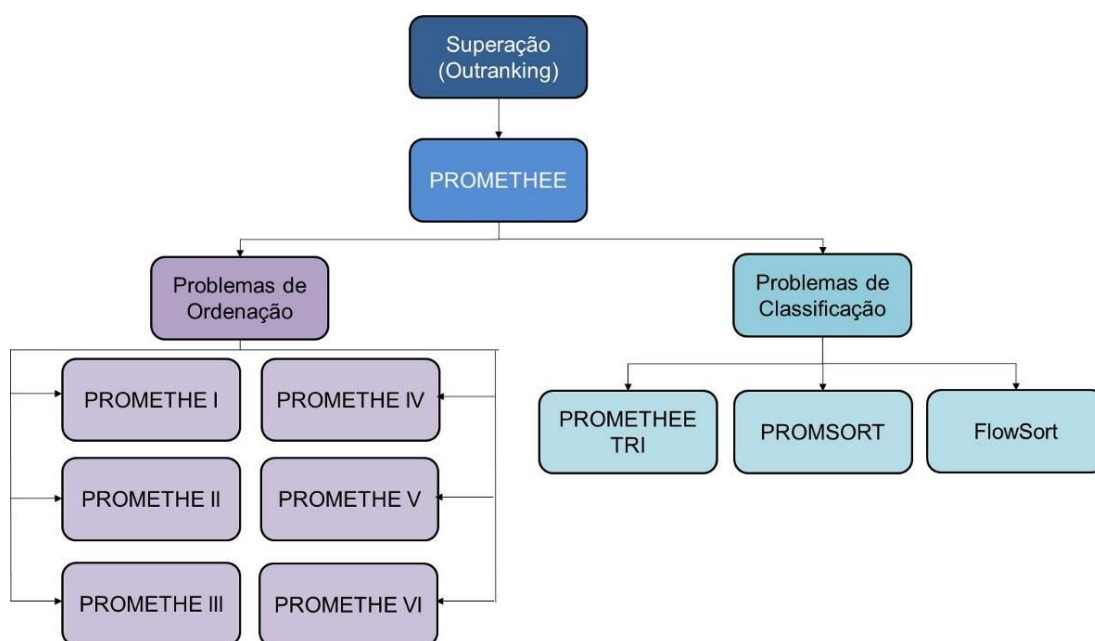 Superação
(Outranking)
PROMETHEE
Problemas de
Ordenação
Problemas de
Classificação
PROMETHE I
PROMETHE IV
PROMETHE II
PROMETHE V
PROMETHE III
PROMETHE VI
PROMETHEE
TRI
PROMSORT
FlowSort